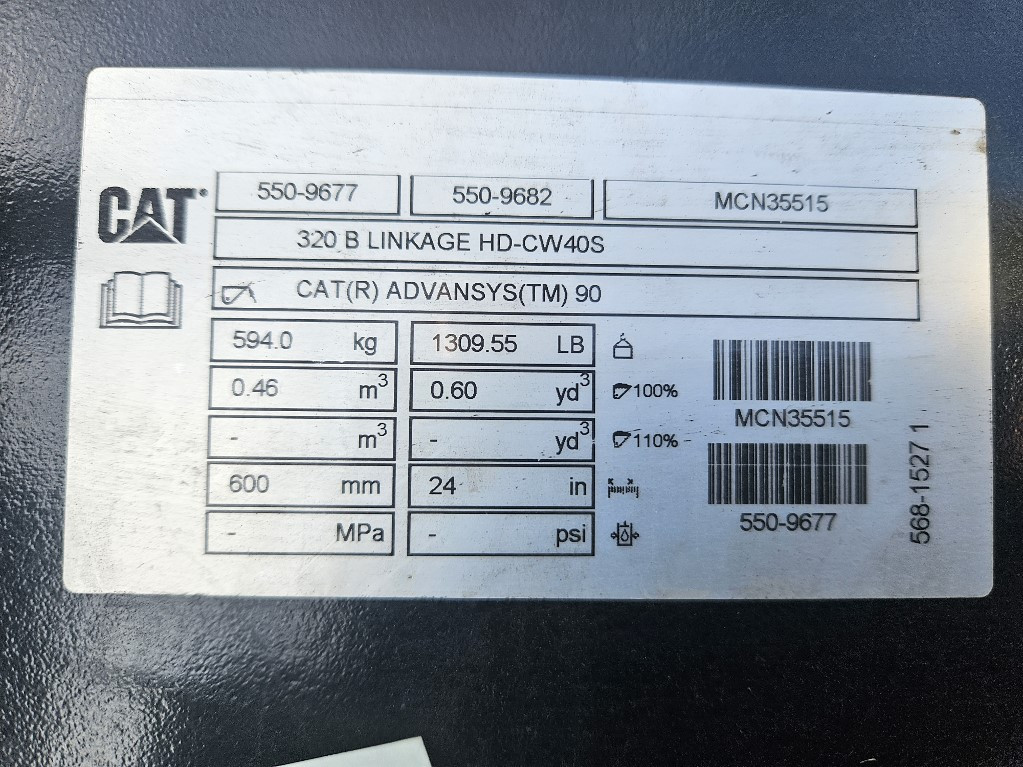 CAT 550-9677 550-9682 MCN35515
320 B LINKAGE HD-CW40S
CAT(R) ADVANSYS(TM) 90
594.0 kg 1309.55 LB
0.46 m³ 0.60 yd³ 100%
- m³ - yd³ 110%
600 mm 24 in
- MPa - psi
MCN35515
550-9677
568-1527 1